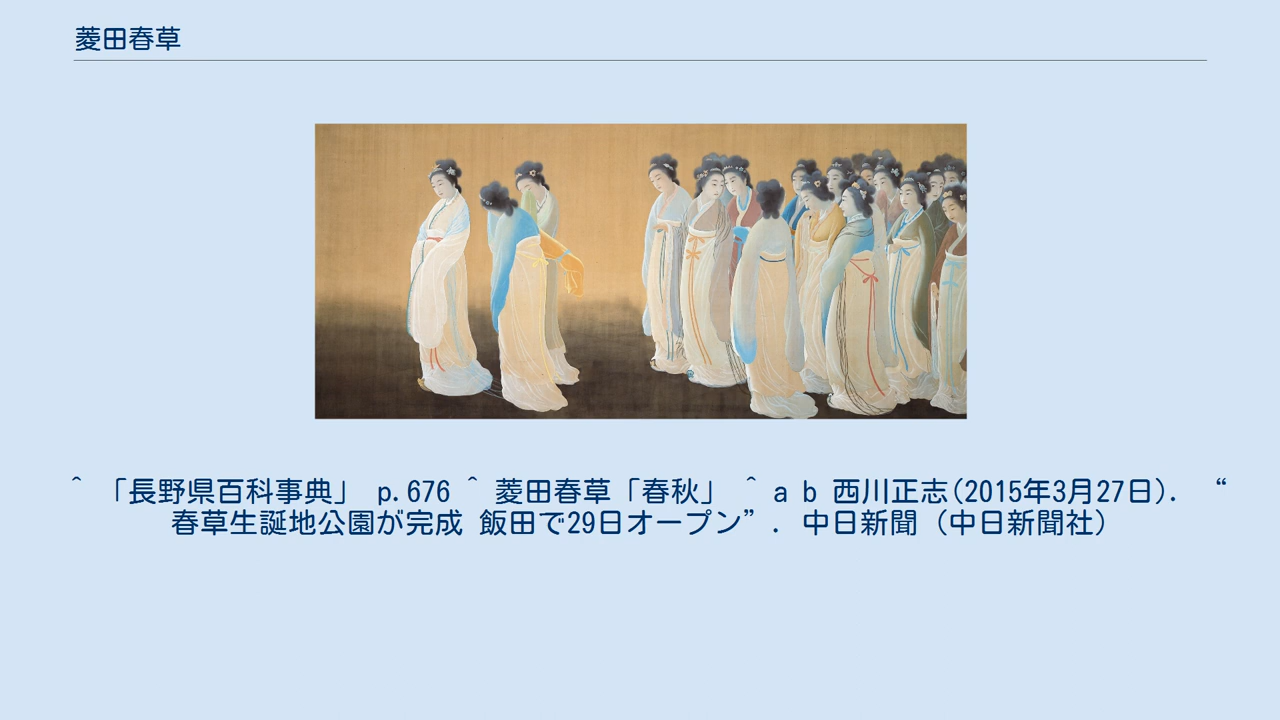 菱田春草
^ 「長野県百科事典」 p.676 ^ 菱田春草「春秋」 ^ a b 西川正志(2015年3月27日). “
春草生誕地公園が完成 飯田で29日オープン”. 中日新聞 (中日新聞社)